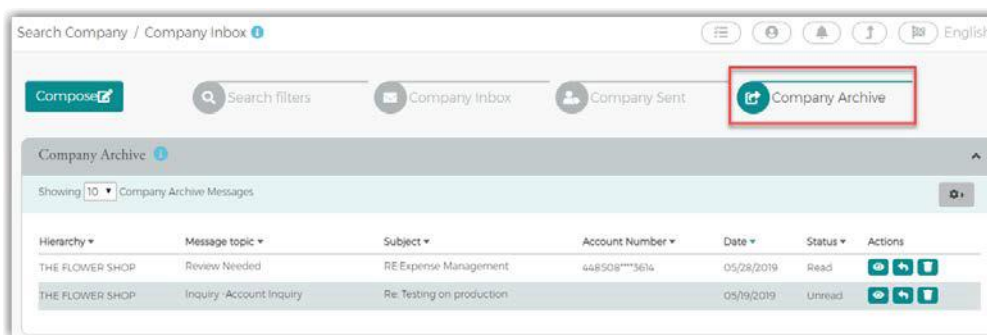 Search Company / Company Inbox
English
Compose
Search filters
Company Inbox
Company Sent
Company Archive
Company Archive
Showing 10 Company Archive Messages
Hierarchy Message topic Subject Account Number Date Status Actions
THE FLOWER SHOP Review Needed RE:Expense Management 448508****3614 05/28/2019 Read
THE FLOWER SHOP Inquiry -Account Inquiry Re: Testing on production 05/19/2019 Unread